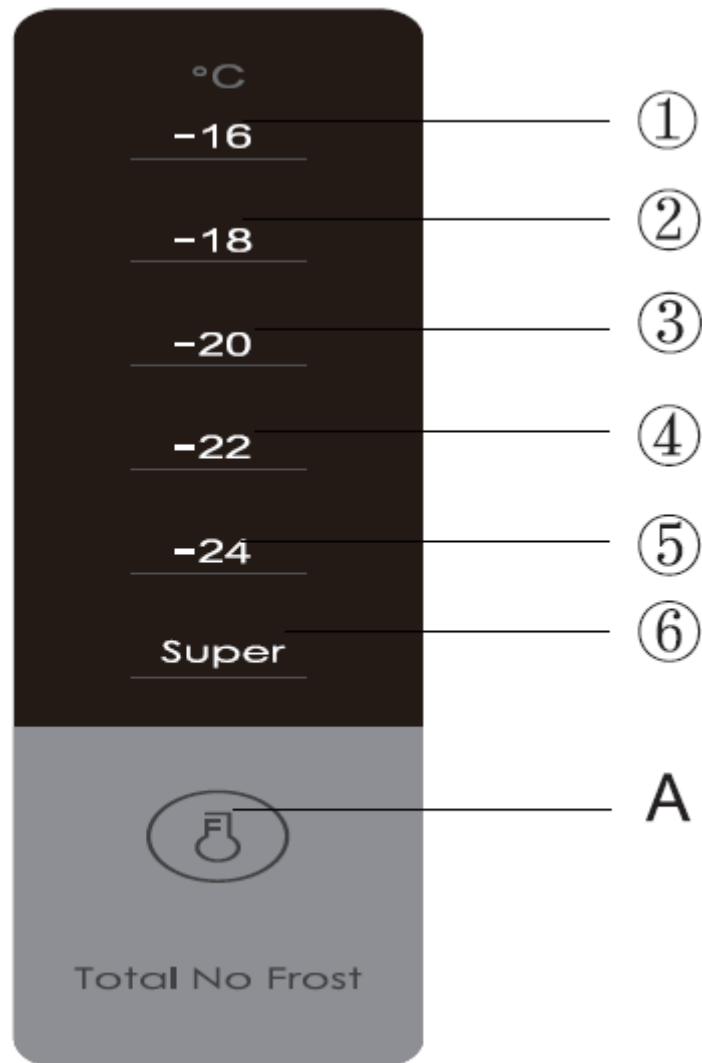 °C
-16 ①
-18 ②
-20 ③
-22 ④
-24 ⑤
Super ⑥
F A
Total No Frost